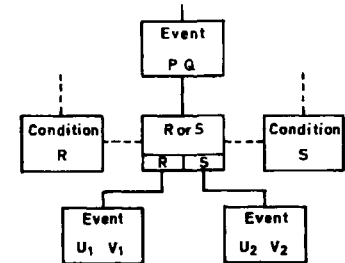 Event
P Q
Condition
R
R or S
R S
Condition
S
Event
U₁ V₁
Event
U₂ V₂